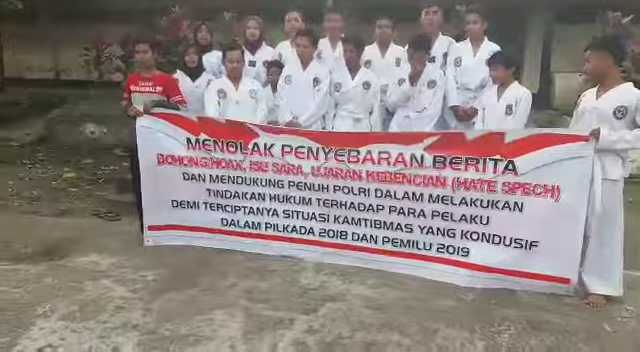 MENOLAK PENYEBARAN BERITA
BOHONG/HOAX, ISU SARA, UJARAN KEBENCIAN (HATE SPECH)
DAN MENDUKUNG PENUH POLRI DALAM MELAKUKAN
TINDAKAN HUKUM TERHADAP PARA PELAKU
DEMI TERCIPTANYA SITUASI KAMTIBMAS YANG KONDUSIF
DALAM PILKADA 2018 DAN PEMILU 2019